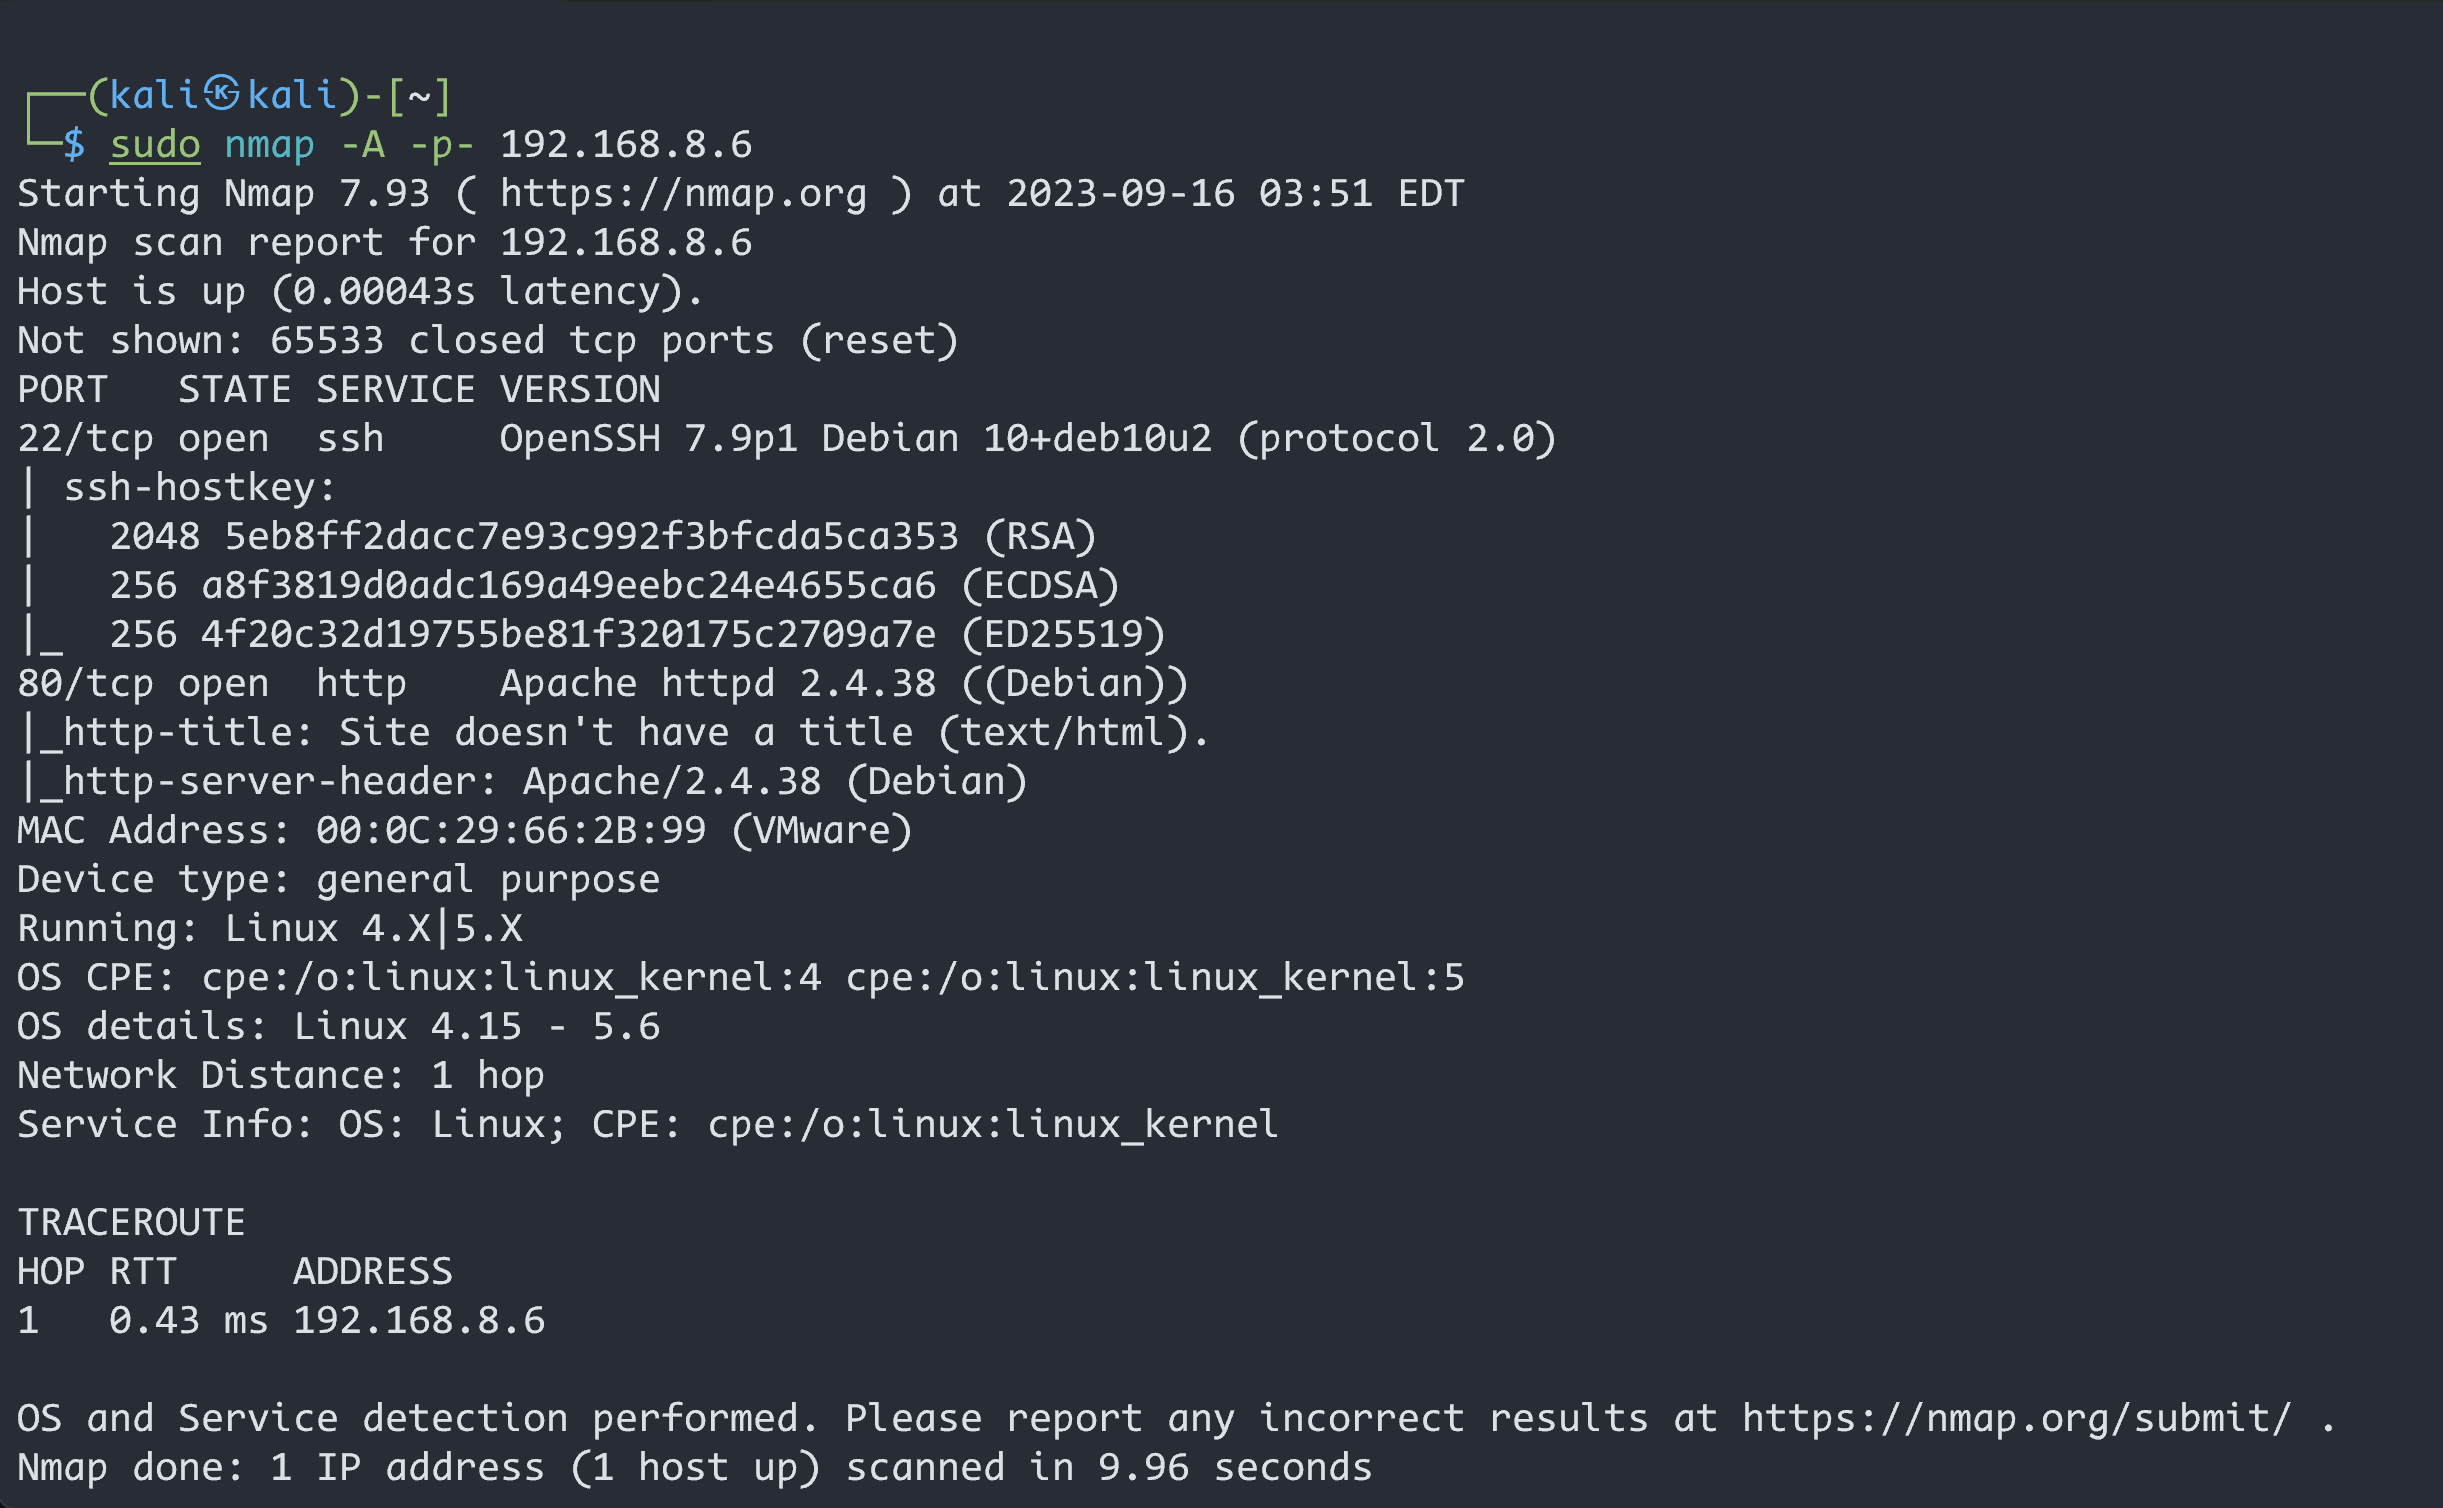 ┌──(kali㉿kali)-[~]
└─$ sudo nmap -A -p- 192.168.8.6
Starting Nmap 7.93 ( https://nmap.org ) at 2023-09-16 03:51 EDT
Nmap scan report for 192.168.8.6
Host is up (0.00043s latency).
Not shown: 65533 closed tcp ports (reset)
PORT   STATE SERVICE VERSION
22/tcp open  ssh     OpenSSH 7.9p1 Debian 10+deb10u2 (protocol 2.0)
| ssh-hostkey:
|   2048 5eb8ff2dacc7e93c992f3bfcda5ca353 (RSA)
|   256 a8f3819d0adc169a49eebc24e4655ca6 (ECDSA)
|_  256 4f20c32d19755be81f320175c2709a7e (ED25519)
80/tcp open  http    Apache httpd 2.4.38 ((Debian))
|_http-title: Site doesn't have a title (text/html).
|_http-server-header: Apache/2.4.38 (Debian)
MAC Address: 00:0C:29:66:2B:99 (VMware)
Device type: general purpose
Running: Linux 4.X|5.X
OS CPE: cpe:/o:linux:linux_kernel:4 cpe:/o:linux:linux_kernel:5
OS details: Linux 4.15 - 5.6
Network Distance: 1 hop
Service Info: OS: Linux; CPE: cpe:/o:linux:linux_kernel

TRACEROUTE
HOP RTT     ADDRESS
1   0.43 ms 192.168.8.6

OS and Service detection performed. Please report any incorrect results at https://nmap.org/submit/ .
Nmap done: 1 IP address (1 host up) scanned in 9.96 seconds